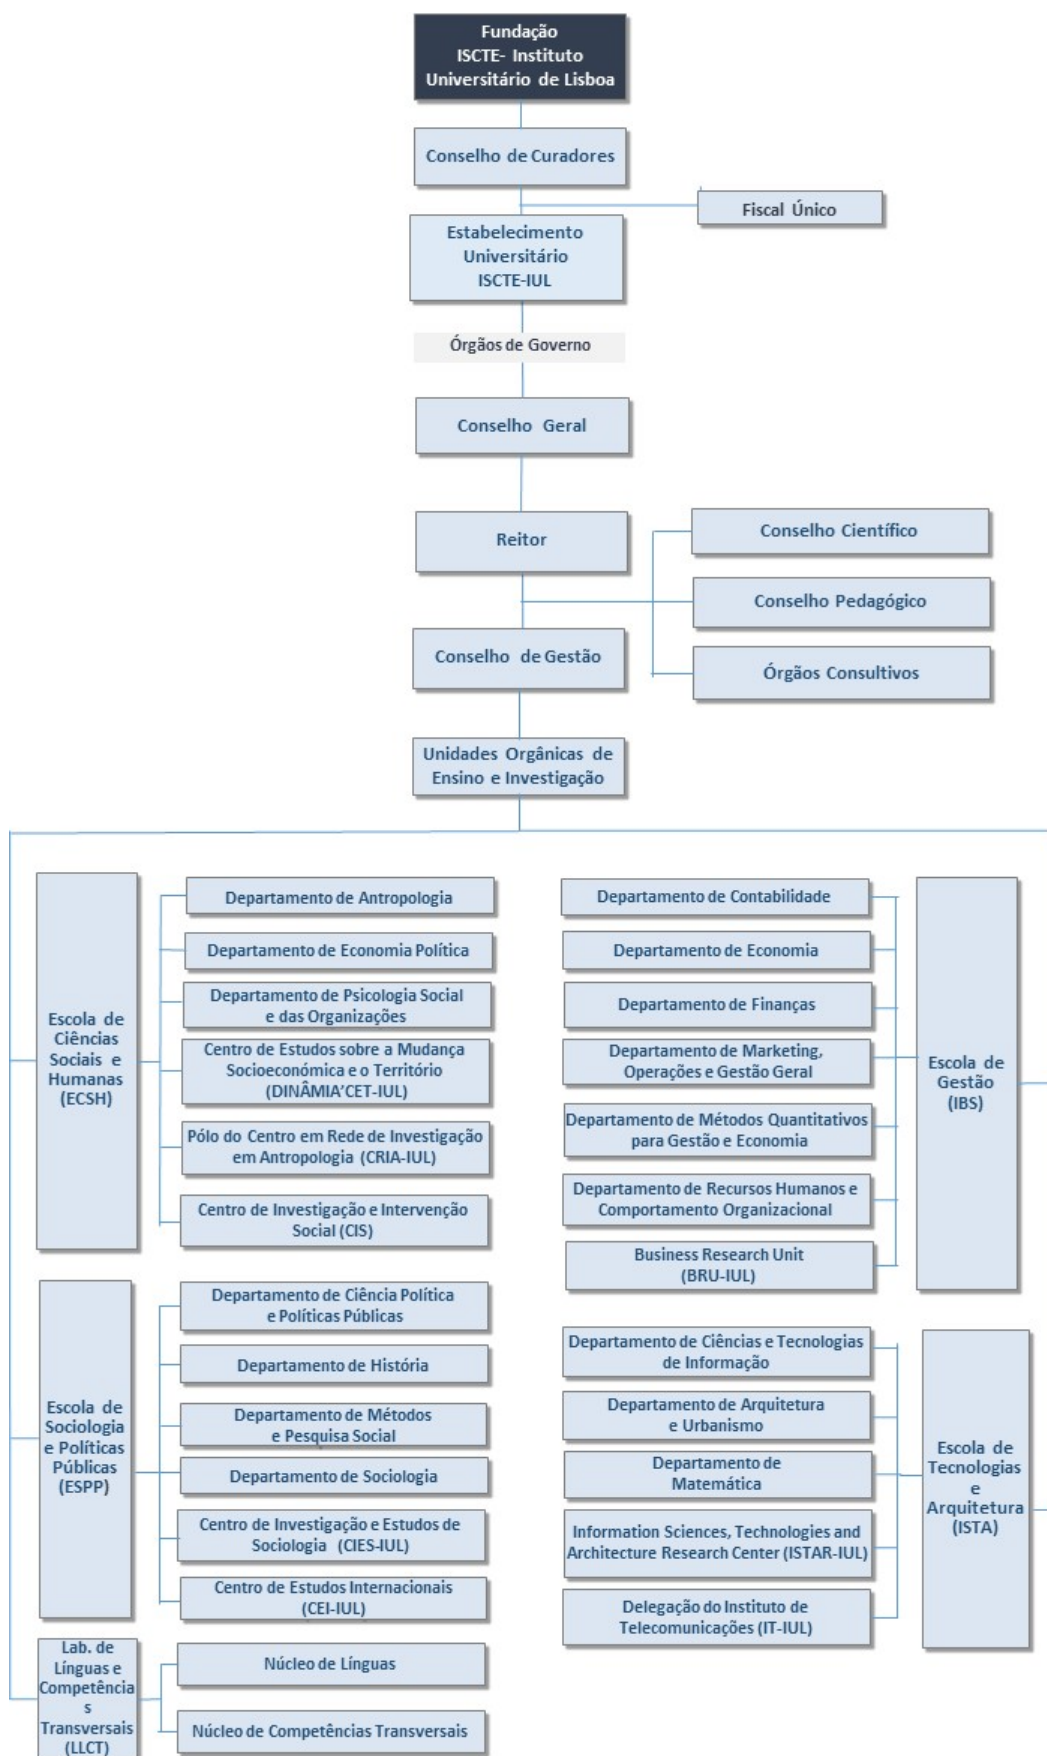 Fundação
ISCTE- Instituto
Universitário de Lisboa
Conselho de Curadores
Fiscal Único
Estabelecimento
Universitário
ISCTE-IUL
Órgãos de Governo
Conselho Geral
Reitor
Conselho Científico
Conselho Pedagógico
Órgãos Consultivos
Conselho de Gestão
Unidades Orgânicas de
Ensino e Investigação
Escola de
Ciências
Sociais e
Humanas
(ECSH)
Departamento de Antropologia
Departamento de Economia Política
Departamento de Psicologia Social
e das Organizações
Centro de Estudos sobre a Mudança
Socioeconómica e o Território
(DINÂMIA’CET-IUL)
Pólo do Centro em Rede de Investigação
em Antropologia (CRIA-IUL)
Centro de Investigação e Intervenção
Social (CIS)
Departamento de Contabilidade
Departamento de Economia
Departamento de Finanças
Departamento de Marketing,
Operações e Gestão Geral
Departamento de Métodos Quantitativos
para Gestão e Economia
Departamento de Recursos Humanos e
Comportamento Organizacional
Business Research Unit
(BRU-IUL)
Escola de
Gestão
(IBS)
Escola de
Sociologia
e Políticas
Públicas
(ESPP)
Departamento de Ciência Política
e Políticas Públicas
Departamento de História
Departamento de Métodos
e Pesquisa Social
Departamento de Sociologia
Centro de Investigação e Estudos de
Sociologia (CIES-IUL)
Centro de Estudos Internacionais
(CEI-IUL)
Departamento de Ciências e Tecnologias
de Informação
Departamento de Arquitetura
e Urbanismo
Departamento de
Matemática
Information Sciences, Technologies and
Architecture Research Center (ISTAR-IUL)
Delegação do Instituto de
Telecomunicações (IT-IUL)
Escola de
Tecnologias
e
Arquitetura
(ISTA)
Lab. de
Línguas e
Competência
s
Transversais
(LLCT)
Núcleo de Línguas
Núcleo de Competências Transversais